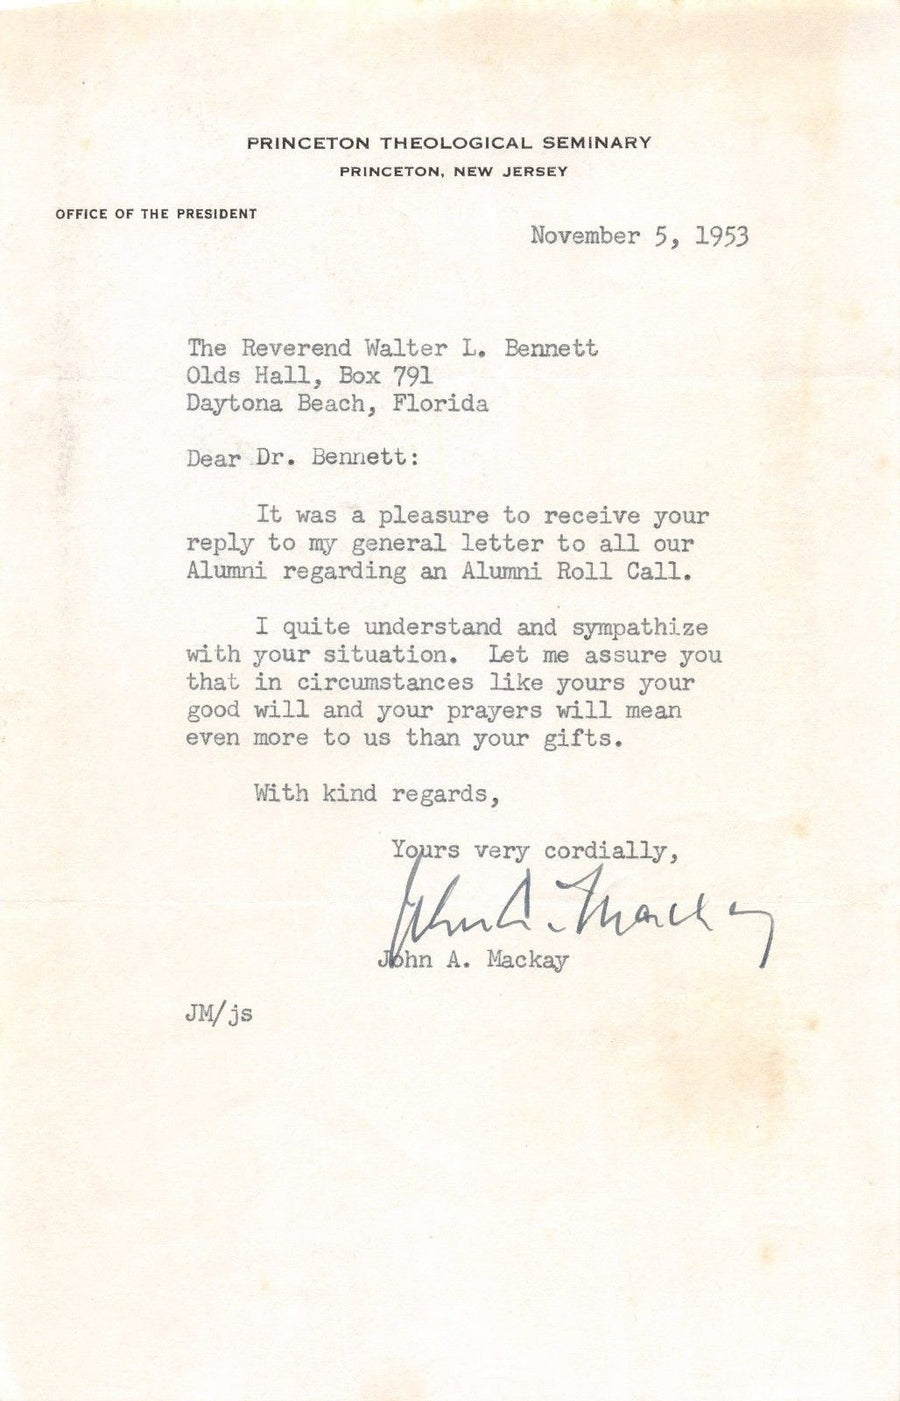 PRINCETON THEOLOGICAL SEMINARY
PRINCETON, NEW JERSEY
OFFICE OF THE PRESIDENT
November 5, 1953
The Reverend Walter L. Bennett
Olds Hall, Box 791
Daytona Beach, Florida
Dear Dr. Bennett:
It was a pleasure to receive your
reply to my general letter to all our
Alumni regarding an Alumni Roll Call.
I quite understand and sympathize
with your situation. Let me assure you
that in circumstances like yours your
good will and your prayers will mean
even more to us than your gifts.
With kind regards,
Yours very cordially,
John A. Mackay
John A. Mackay
JM/js